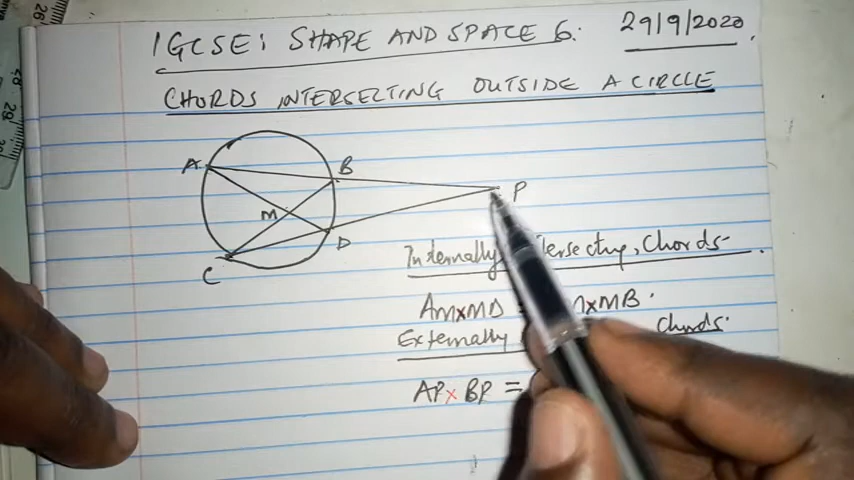 IGCSE: SHAPE AND SPACE 6. 29/9/2020
CHORDS INTERSECTING OUTSIDE A CIRCLE
A B P
M
D
C
Internally Chords
AM×MD ×MB.
Externally chords.
AP× BP =